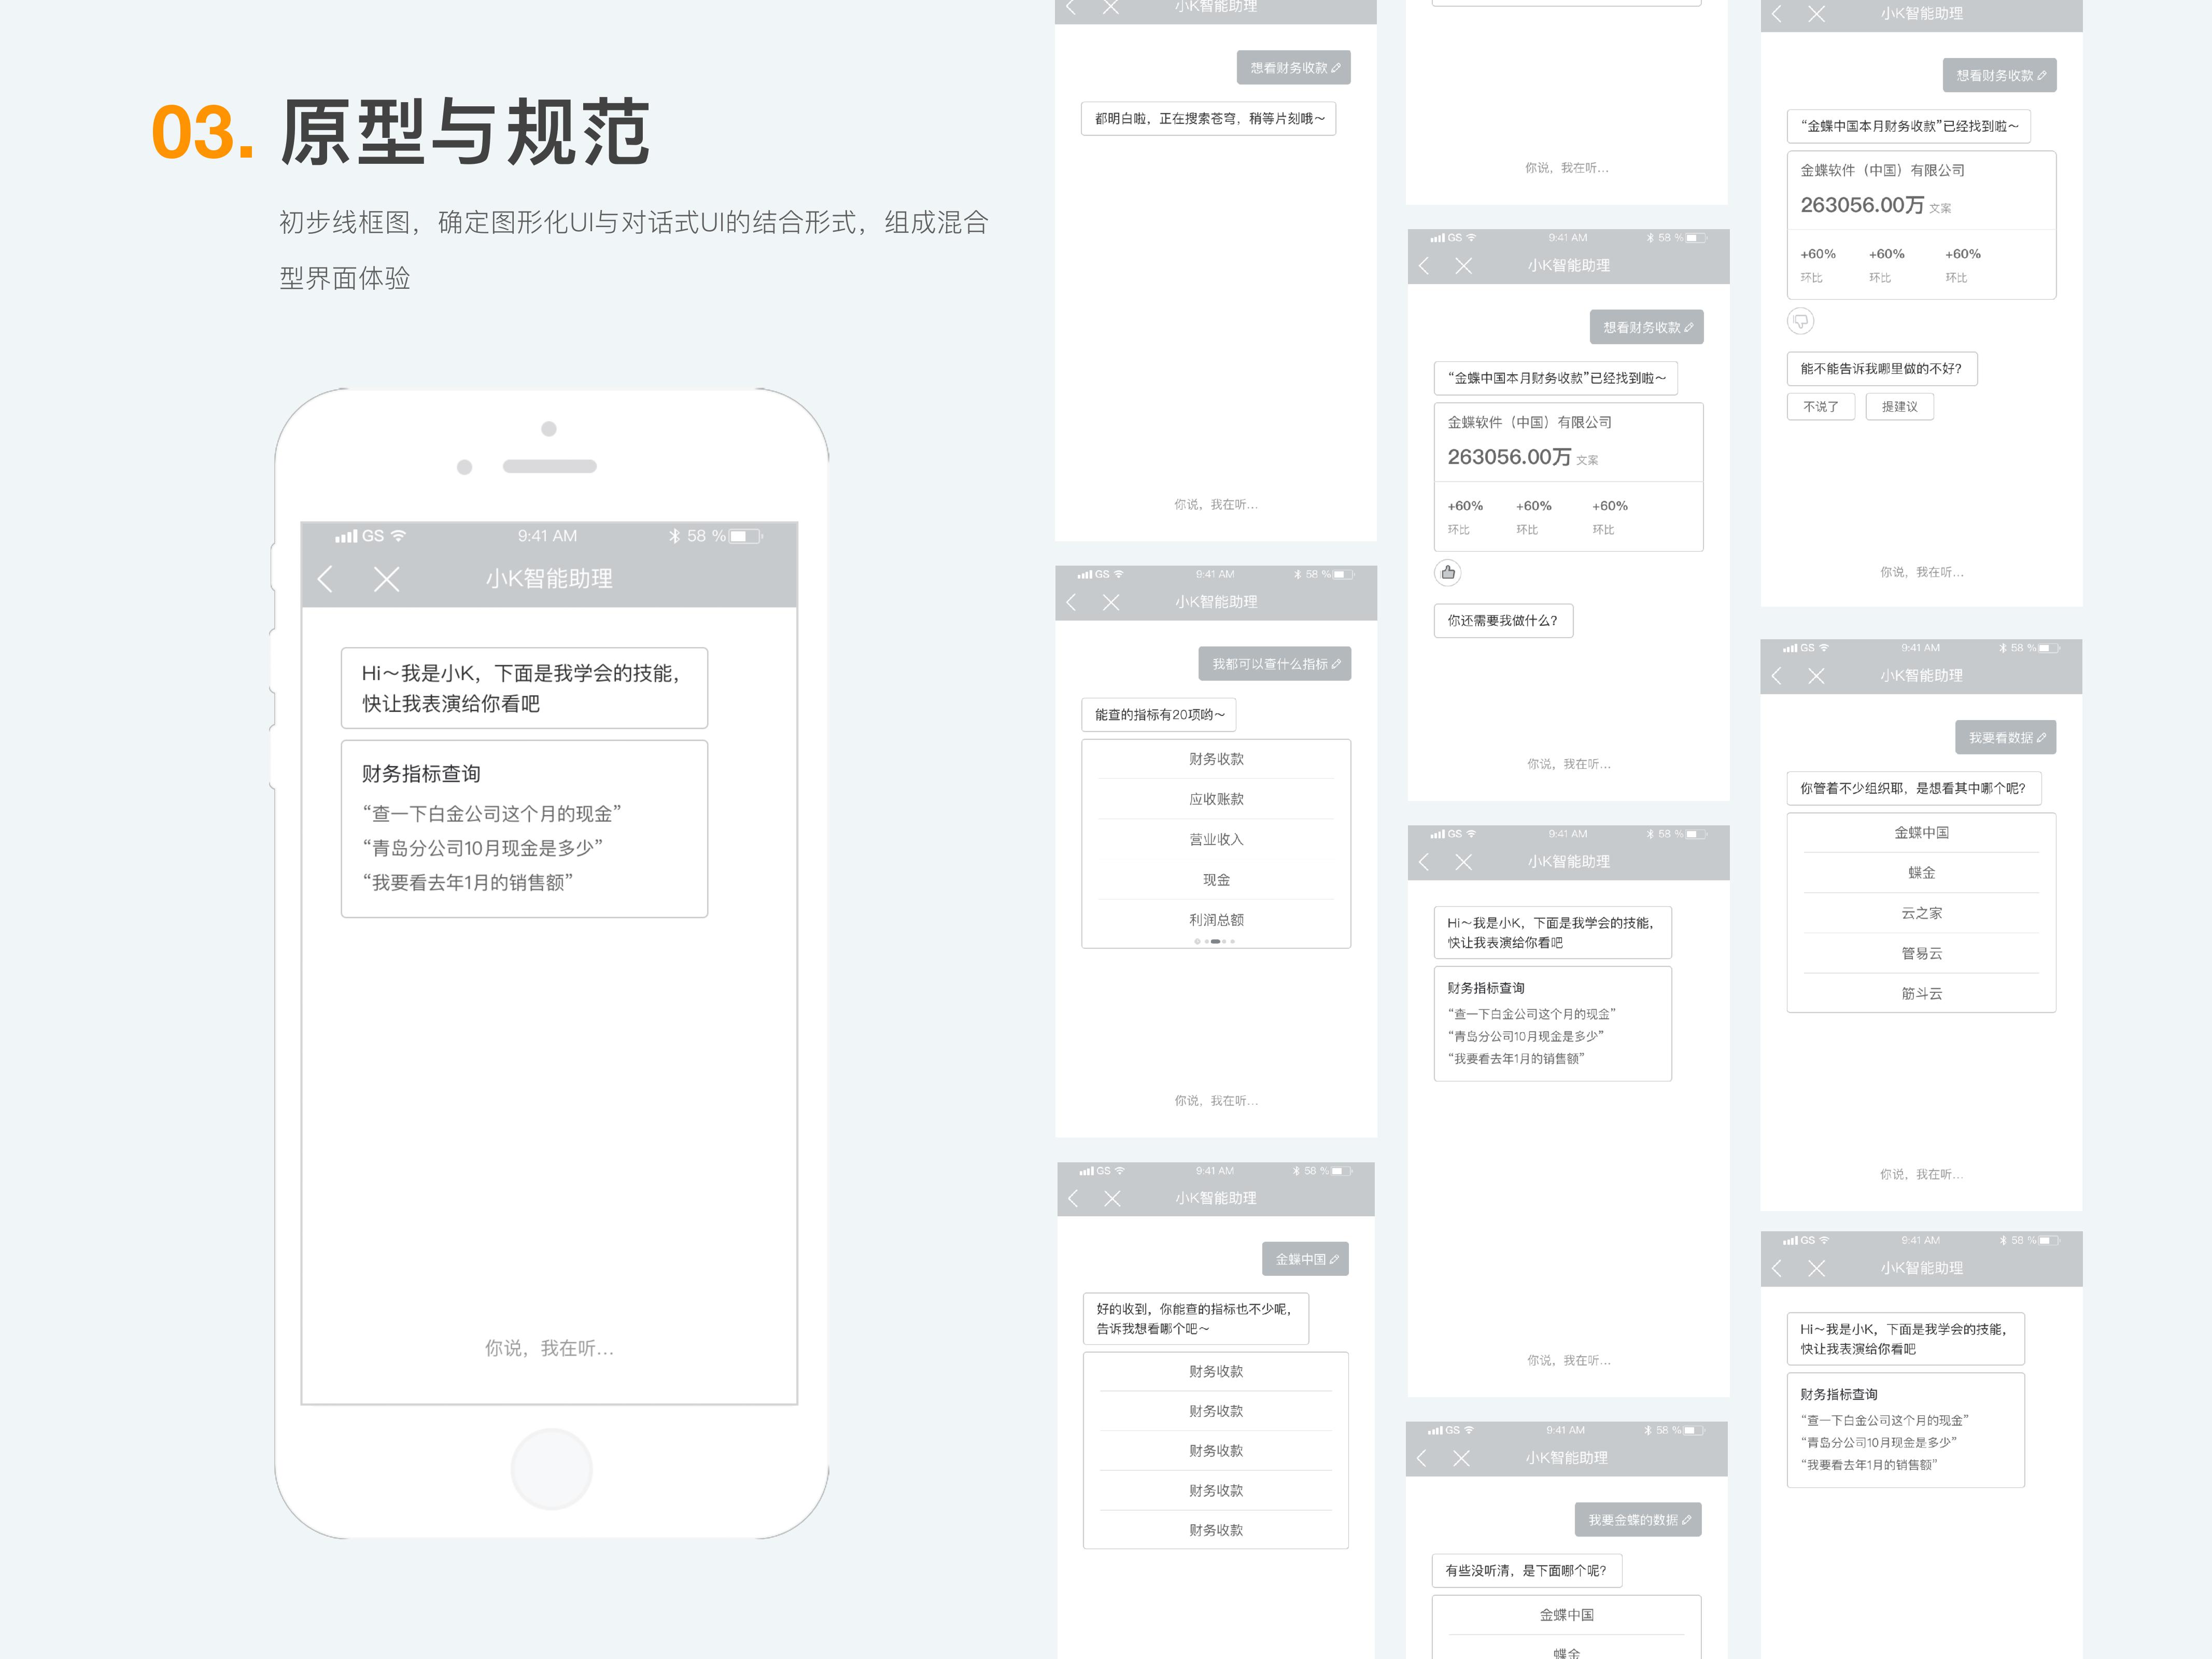 03. 原型与规范
初步线框图，确定图形化UI与对话式UI的结合形式，组成混合
型界面体验
GS 9:41 AM 58 %
小K智能助理
Hi～我是小K，下面是我学会的技能，
快让我表演给你看吧
财务指标查询
“查一下白金公司这个月的现金”
“青岛分公司10月现金是多少”
“我要看去年1月的销售额”
你说，我在听...
小K智能助理
想看财务收款
都明白啦，正在搜索苍穹，稍等片刻哦～
你说，我在听...
GS 9:41 AM 58 %
小K智能助理
我都可以查什么指标
能查的指标有20项哟～
财务收款
应收账款
营业收入
现金
利润总额
你说，我在听...
GS 9:41 AM 58 %
小K智能助理
金蝶中国
好的收到，你能查的指标也不少呢，
告诉我想看哪个吧～
财务收款
财务收款
财务收款
财务收款
财务收款
你说，我在听...
GS 9:41 AM 58 %
小K智能助理
想看财务收款
“金蝶中国本月财务收款”已经找到啦～
金蝶软件（中国）有限公司
263056.00万 文案
+60% +60% +60%
环比 环比 环比
你还需要我做什么？
你说，我在听...
GS 9:41 AM 58 %
小K智能助理
Hi～我是小K，下面是我学会的技能，
快让我表演给你看吧
财务指标查询
“查一下白金公司这个月的现金”
“青岛分公司10月现金是多少”
“我要看去年1月的销售额”
你说，我在听...
GS 9:41 AM 58 %
小K智能助理
我要金蝶的数据
有些没听清，是下面哪个呢？
金蝶中国
蝶金
小K智能助理
想看财务收款
“金蝶中国本月财务收款”已经找到啦～
金蝶软件（中国）有限公司
263056.00万 文案
+60% +60% +60%
环比 环比 环比
能不能告诉我哪里做的不好？
不说了 提建议
你说，我在听...
GS 9:41 AM 58 %
小K智能助理
我要看数据
你管着不少组织耶，是想看其中哪个呢？
金蝶中国
蝶金
云之家
管易云
筋斗云
你说，我在听...
GS 9:41 AM 58 %
小K智能助理
Hi～我是小K，下面是我学会的技能，
快让我表演给你看吧
财务指标查询
“查一下白金公司这个月的现金”
“青岛分公司10月现金是多少”
“我要看去年1月的销售额”